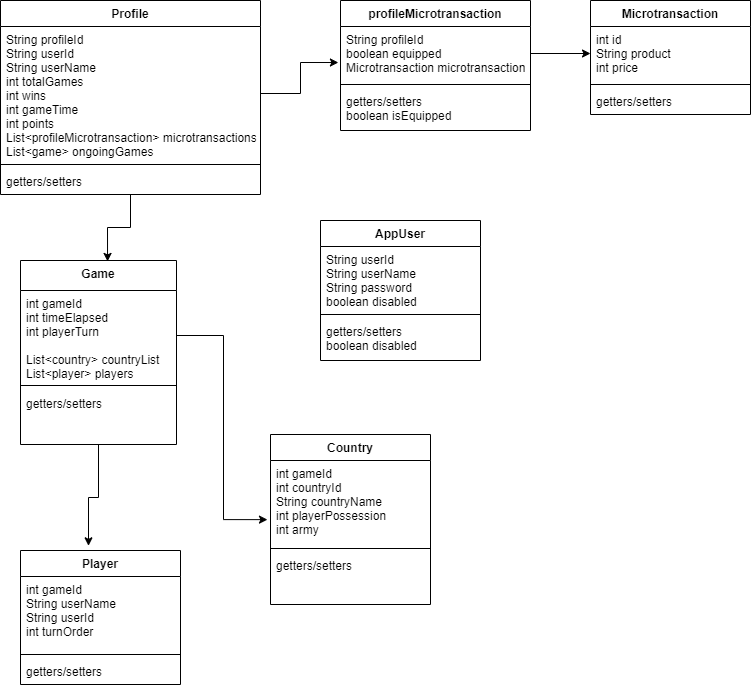 Profile
String profileId
String userId
String userName
int totalGames
int wins
int gameTime
int points
List<profileMicrotransaction> microtransactions
List<game> ongoingGames
getters/setters
profileMicrotransaction
String profileId
boolean equipped
Microtransaction microtransaction
getters/setters
boolean isEquipped
Microtransaction
int id
String product
int price
getters/setters
AppUser
String userId
String userName
String password
boolean disabled
getters/setters
boolean disabled
Game
int gameId
int timeElapsed
int playerTurn
List<country> countryList
List<player> players
getters/setters
Country
int gameId
int countryId
String countryName
int playerPossession
int army
getters/setters
Player
int gameId
String userName
String userId
int turnOrder
getters/setters